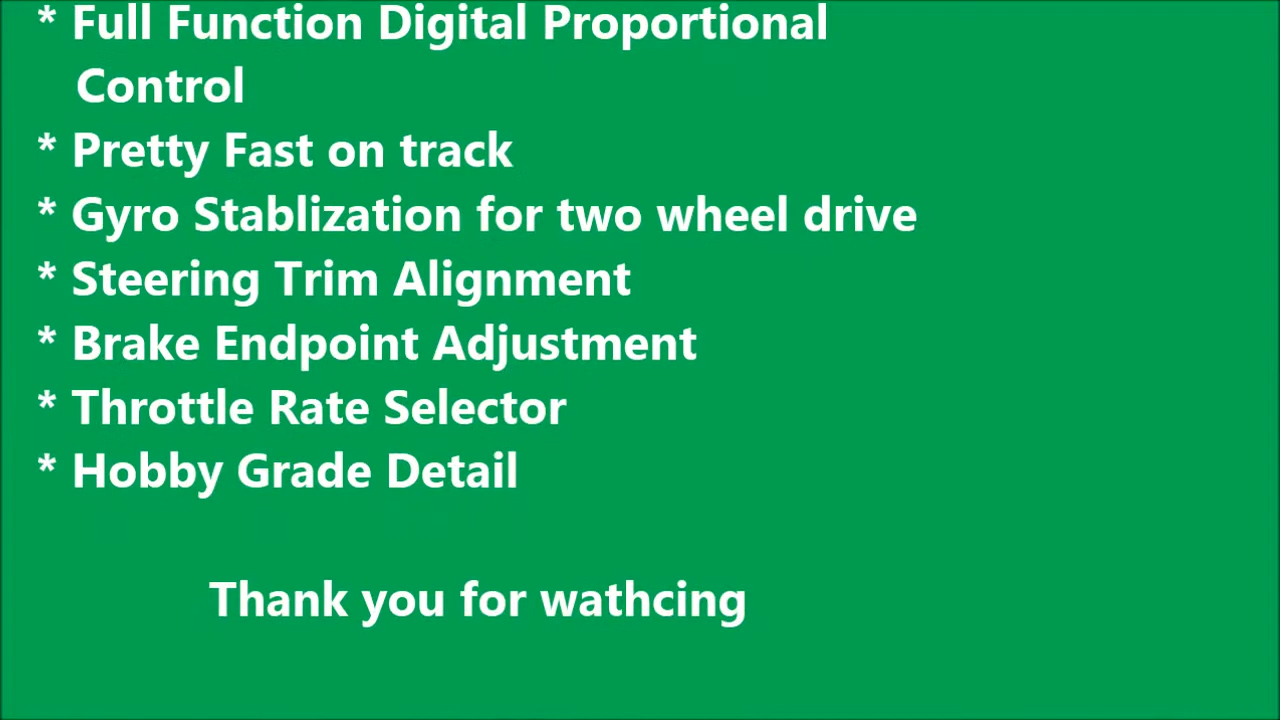 * Full Function Digital Proportional
Control
* Pretty Fast on track
* Gyro Stablization for two wheel drive
* Steering Trim Alignment
* Brake Endpoint Adjustment
* Throttle Rate Selector
* Hobby Grade Detail
Thank you for wathcing